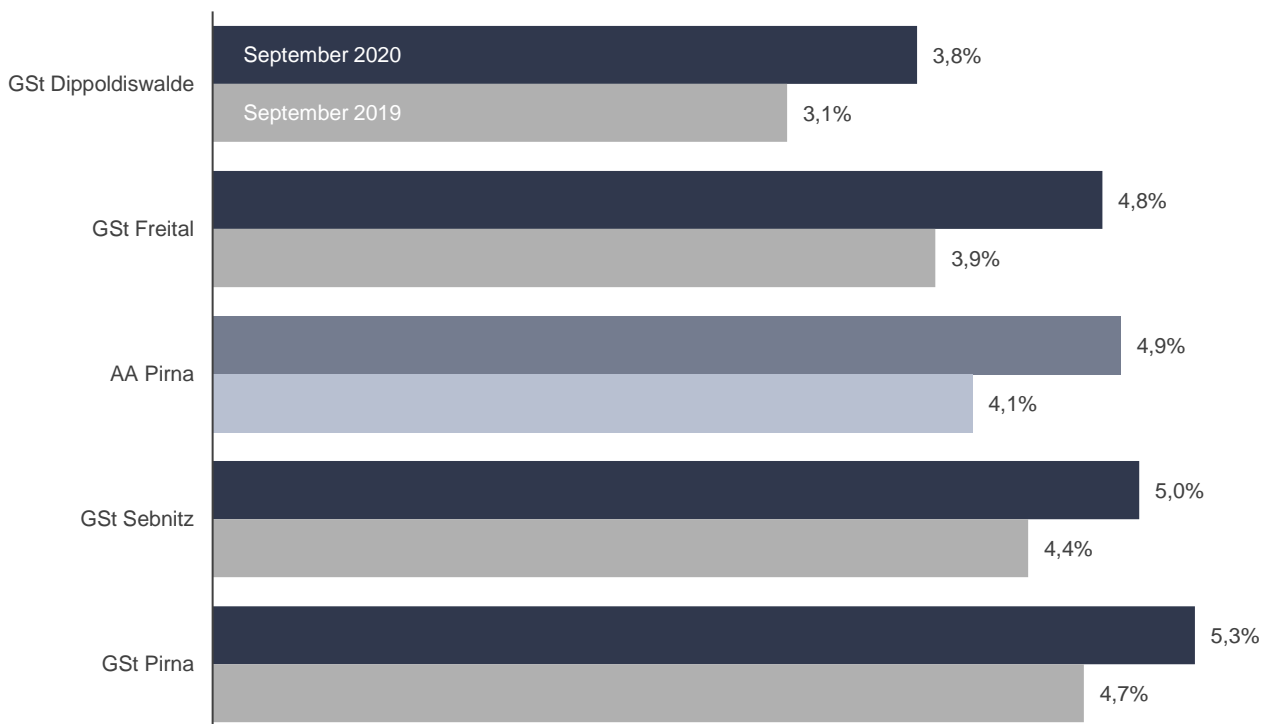 GSt Dippoldiswalde
September 2020
3,8%
September 2019
3,1%
GSt Freital
4,8%
3,9%
AA Pirna
4,9%
4,1%
GSt Sebnitz
5,0%
4,4%
GSt Pirna
5,3%
4,7%